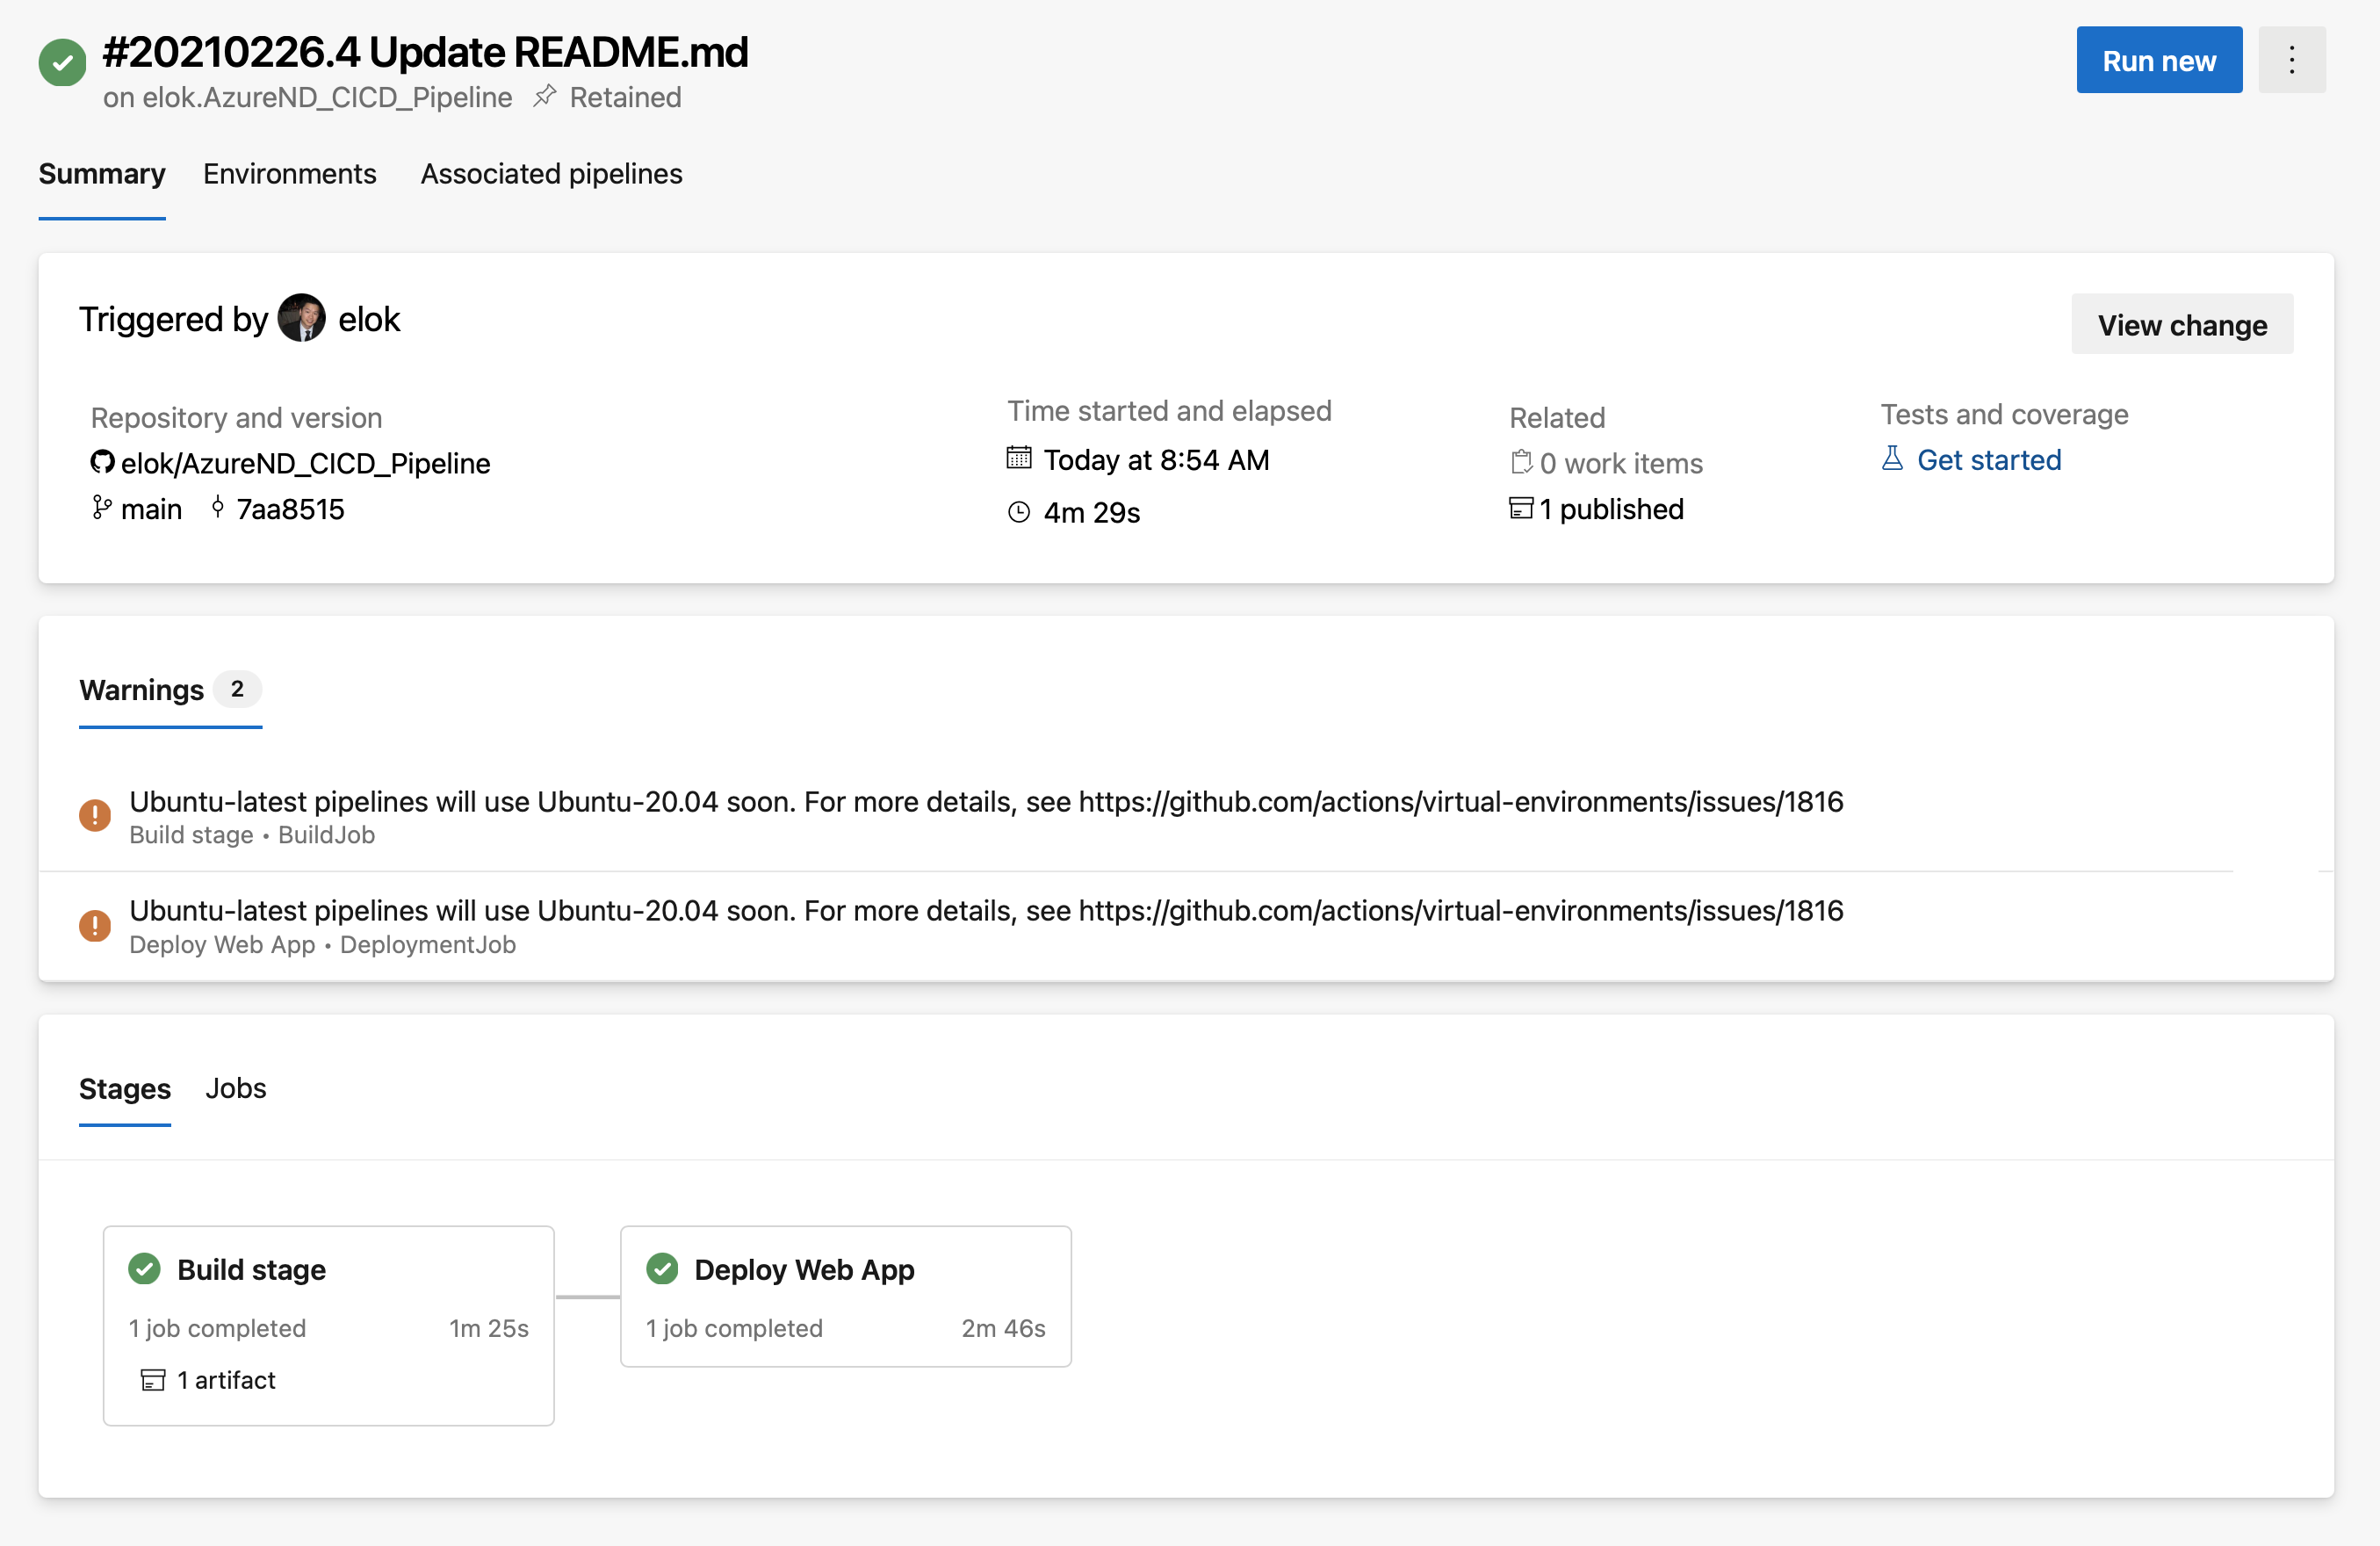 #20210226.4 Update README.md
on elok.AzureND_CICD_Pipeline Retained
Run new
Summary Environments Associated pipelines
Triggered by elok
View change
Repository and version
elok/AzureND_CICD_Pipeline
main 7aa8515
Time started and elapsed
Today at 8:54 AM
4m 29s
Related
0 work items
1 published
Tests and coverage
Get started
Warnings 2
Ubuntu-latest pipelines will use Ubuntu-20.04 soon. For more details, see https://github.com/actions/virtual-environments/issues/1816
Build stage • BuildJob
Ubuntu-latest pipelines will use Ubuntu-20.04 soon. For more details, see https://github.com/actions/virtual-environments/issues/1816
Deploy Web App • DeploymentJob
Stages Jobs
Build stage
1 job completed 1m 25s
1 artifact
Deploy Web App
1 job completed 2m 46s